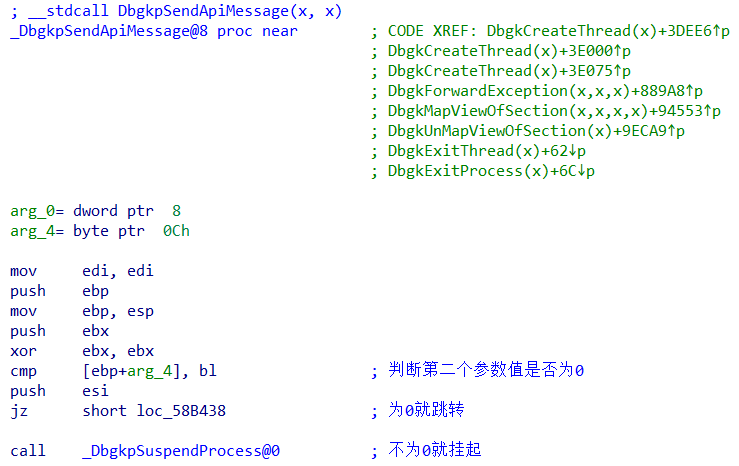 ; __stdcall DbgkpSendApiMessage(x, x)
_DbgkpSendApiMessage@8 proc near ; CODE XREF: DbgkCreateThread(x)+3DEE6↑p
; DbgkCreateThread(x)+3E000↑p
; DbgkCreateThread(x)+3E075↑p
; DbgkForwardException(x,x,x)+889A8↑p
; DbgkMapViewOfSection(x,x,x,x)+94553↑p
; DbgkUnMapViewOfSection(x)+9ECA9↑p
; DbgkExitThread(x)+62↓p
; DbgkExitProcess(x)+6C↓p
arg_0= dword ptr 8
arg_4= byte ptr 0Ch
mov edi, edi
push ebp
mov ebp, esp
push ebx
xor ebx, ebx
cmp [ebp+arg_4], bl ; 判断第二个参数值是否为0
push esi
jz short loc_58B438 ; 为0就跳转
call _DbgkpSuspendProcess@0 ; 不为0就挂起